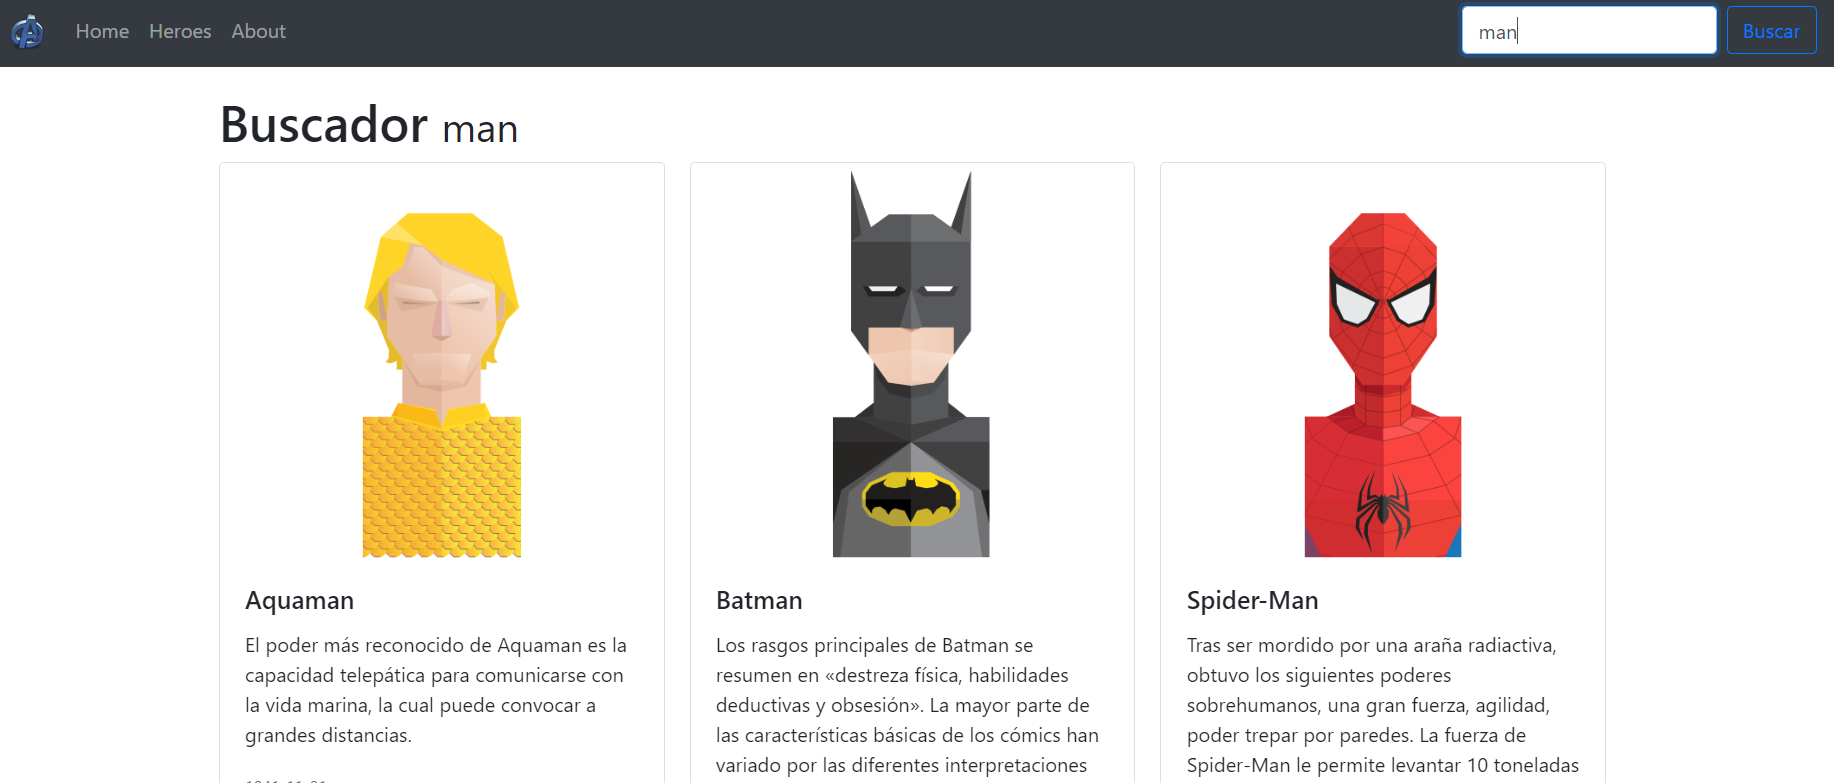 Home Heroes About man Buscar
Buscador man
Aquaman
El poder más reconocido de Aquaman es la
capacidad telepática para comunicarse con
la vida marina, la cual puede convocar a
grandes distancias.
Batman
Los rasgos principales de Batman se
resumen en «destreza física, habilidades
deductivas y obsesión». La mayor parte de
las características básicas de los cómics han
variado por las diferentes interpretaciones
Spider-Man
Tras ser mordido por una araña radiactiva,
obtuvo los siguientes poderes
sobrehumanos, una gran fuerza, agilidad,
poder trepar por paredes. La fuerza de
Spider-Man le permite levantar 10 toneladas